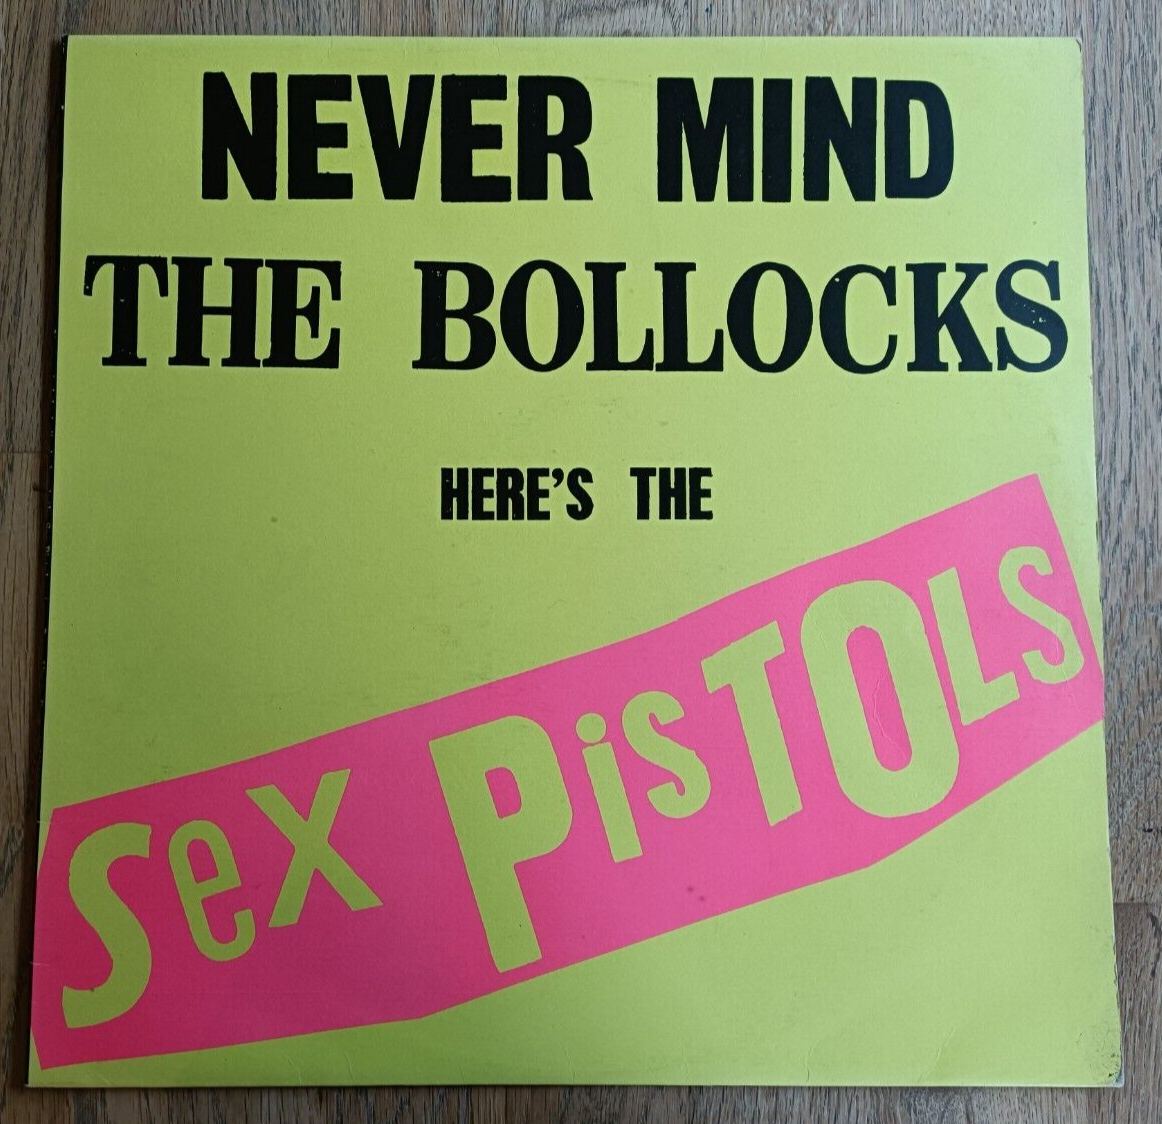 NEVER MIND
THE BOLLOCKS
HERE'S THE
SeX PiSTOLS